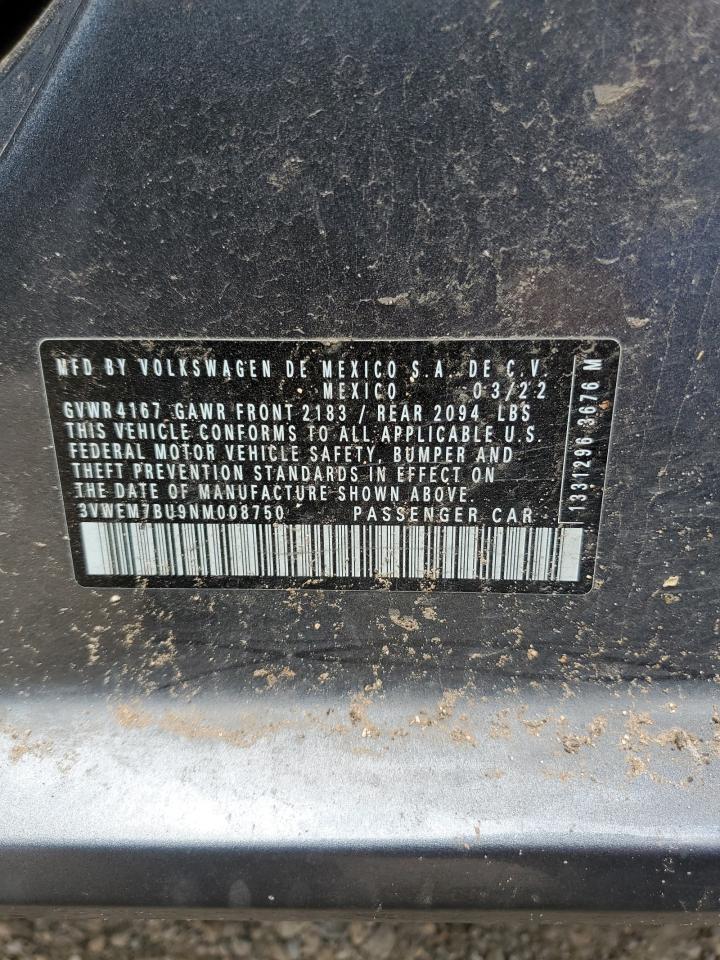 MFD BY VOLKSWAGEN DE MEXICO S.A. DE C.V.
MEXICO 03/22
GVWR4167 GAWR FRONT 2183 / REAR 2094 LBS
THIS VEHICLE CONFORMS TO ALL APPLICABLE U.S.
FEDERAL MOTOR VEHICLE SAFETY, BUMPER AND
THEFT PREVENTION STANDARDS IN EFFECT ON
THE DATE OF MANUFACTURE SHOWN ABOVE.
3VWEM7BU9NM008750 PASSENGER CAR
1331296 3676 M